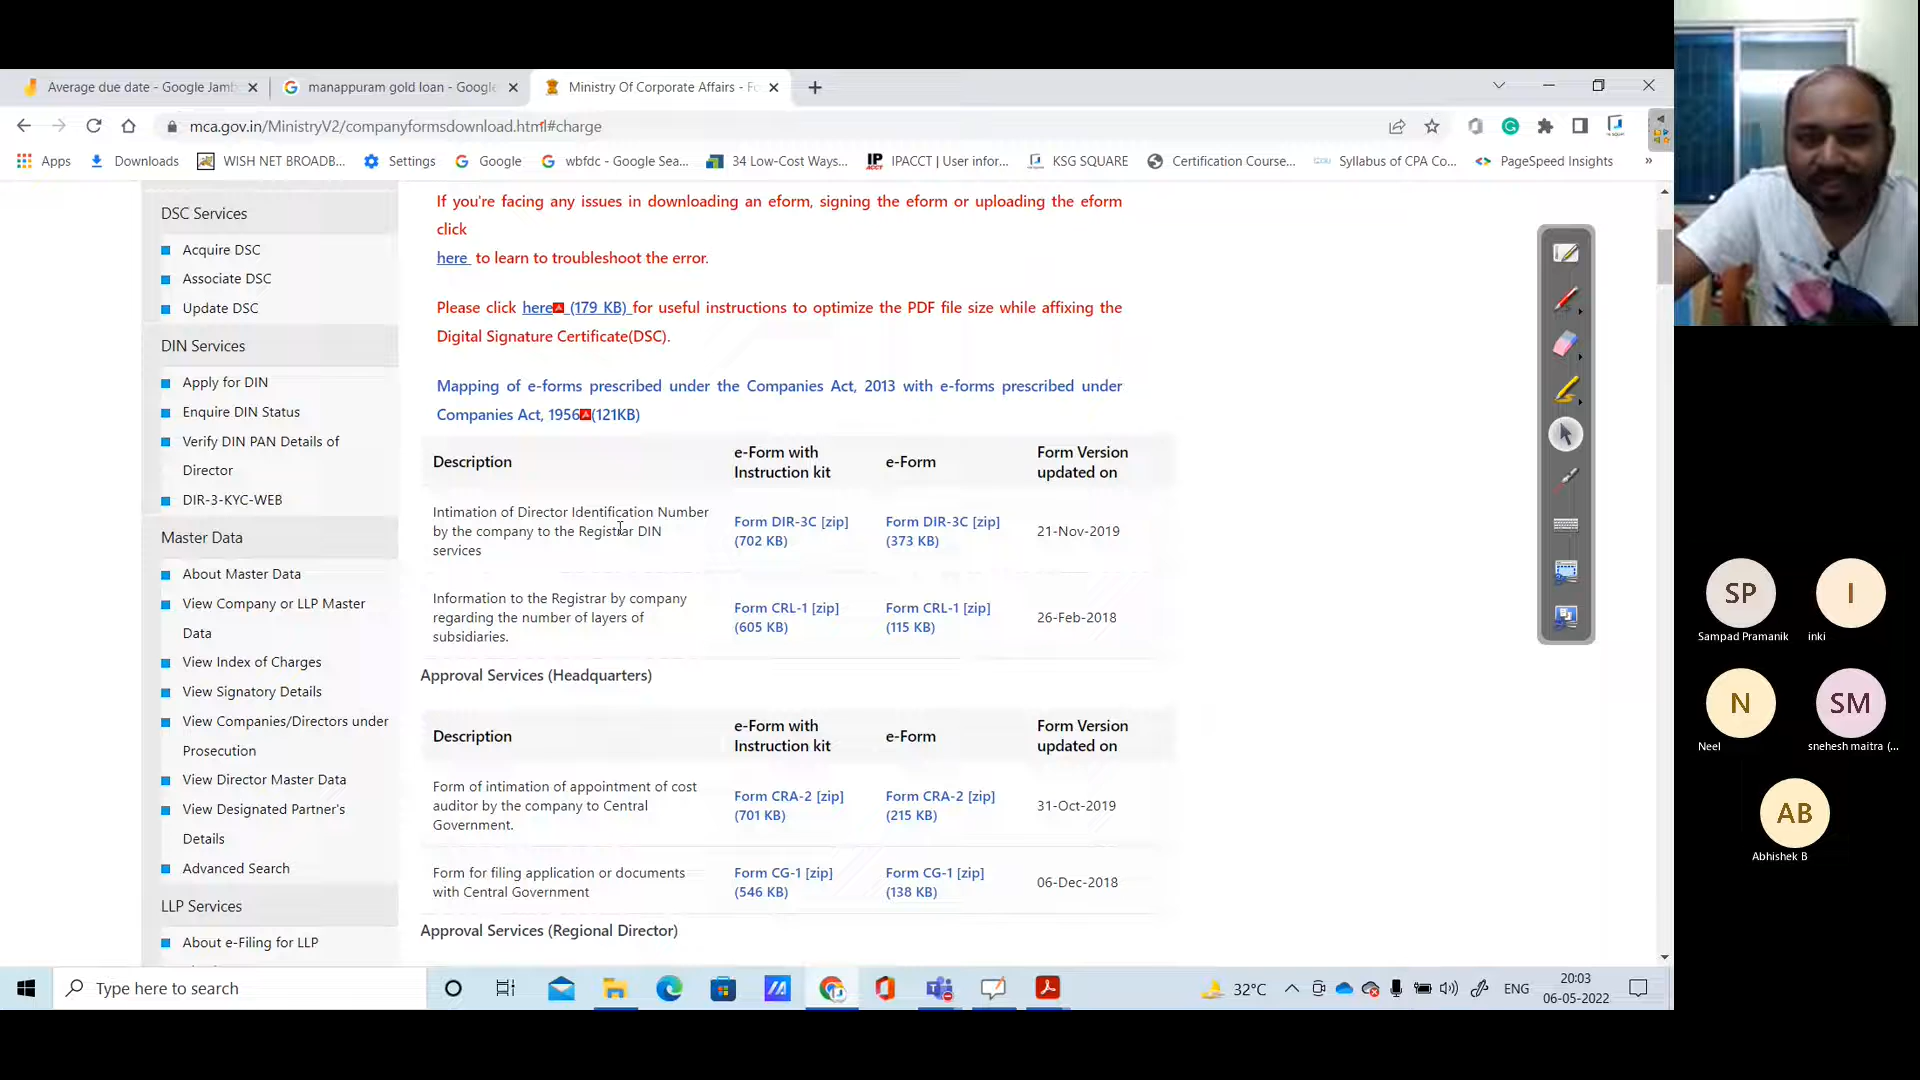 Average due date - Google Jamb
manappuram gold loan - Google
Ministry Of Corporate Affairs - Fo
mca.gov.in/MinistryV2/companyformsdownload.html#charge
Apps
Downloads
WISH NET BROADB...
Settings
Google
wbfdc - Google Sea...
34 Low-Cost Ways...
IPACCT | User infor...
KSG SQUARE
Certification Course...
Syllabus of CPA Co...
PageSpeed Insights
»
DSC Services
Acquire DSC
Associate DSC
Update DSC
DIN Services
Apply for DIN
Enquire DIN Status
Verify DIN PAN Details of
Director
DIR-3-KYC-WEB
Master Data
About Master Data
View Company or LLP Master
Data
View Index of Charges
View Signatory Details
View Companies/Directors under
Prosecution
View Director Master Data
View Designated Partner's
Details
Advanced Search
LLP Services
About e-Filing for LLP
If you're facing any issues in downloading an eform, signing the eform or uploading the eform
click
here to learn to troubleshoot the error.
Please click here (179 KB) for useful instructions to optimize the PDF file size while affixing the
Digital Signature Certificate(DSC).
Mapping of e-forms prescribed under the Companies Act, 2013 with e-forms prescribed under
Companies Act, 1956 (121KB)
Description
e-Form with
Instruction kit
e-Form
Form Version
updated on
Intimation of Director Identification Number
by the company to the Registrar DIN
services
Form DIR-3C [zip]
(702 KB)
Form DIR-3C [zip]
(373 KB)
21-Nov-2019
Information to the Registrar by company
regarding the number of layers of
subsidiaries.
Form CRL-1 [zip]
(605 KB)
Form CRL-1 [zip]
(115 KB)
26-Feb-2018
Approval Services (Headquarters)
Description
e-Form with
Instruction kit
e-Form
Form Version
updated on
Form of intimation of appointment of cost
auditor by the company to Central
Government.
Form CRA-2 [zip]
(701 KB)
Form CRA-2 [zip]
(215 KB)
31-Oct-2019
Form for filing application or documents
with Central Government
Form CG-1 [zip]
(546 KB)
Form CG-1 [zip]
(138 KB)
06-Dec-2018
Approval Services (Regional Director)
SP
Sampad Pramanik
I
inki
N
Neel
SM
snehesh maitra (...
AB
Abhishek B
Type here to search
32°C
ENG
20:03
06-05-2022